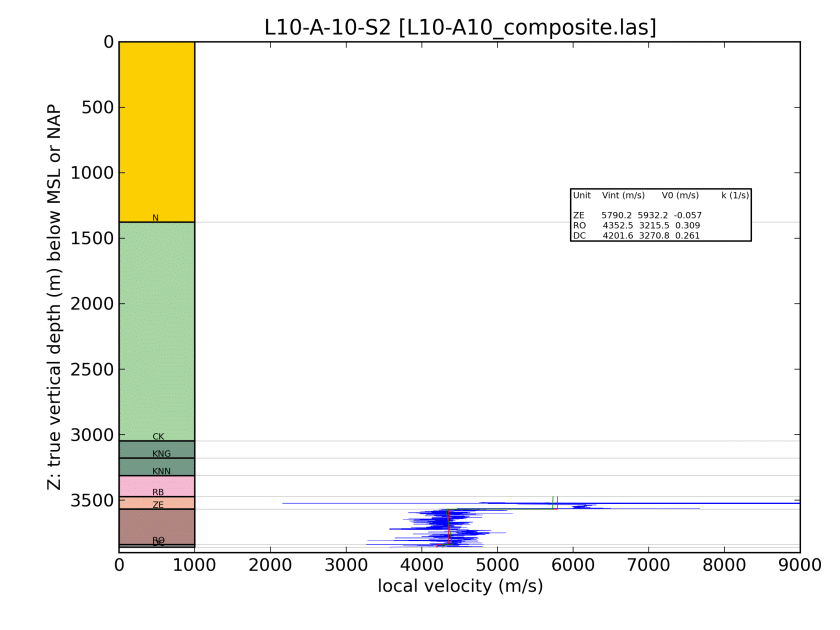 L10-A-10-S2 [L10-A10_composite.las]
0
500
1000
1500
2000
2500
3000
3500
Z: true vertical depth (m) below MSL or NAP
N
CK
KNG
KNN
RB
ZE
RO
DC
Unit Vint (m/s) V0 (m/s) k (1/s)
ZE 5790.2 5932.2 -0.057
RO 4352.5 3215.5 0.309
DC 4201.6 3270.8 0.261
0 1000 2000 3000 4000 5000 6000 7000 8000 9000
local velocity (m/s)